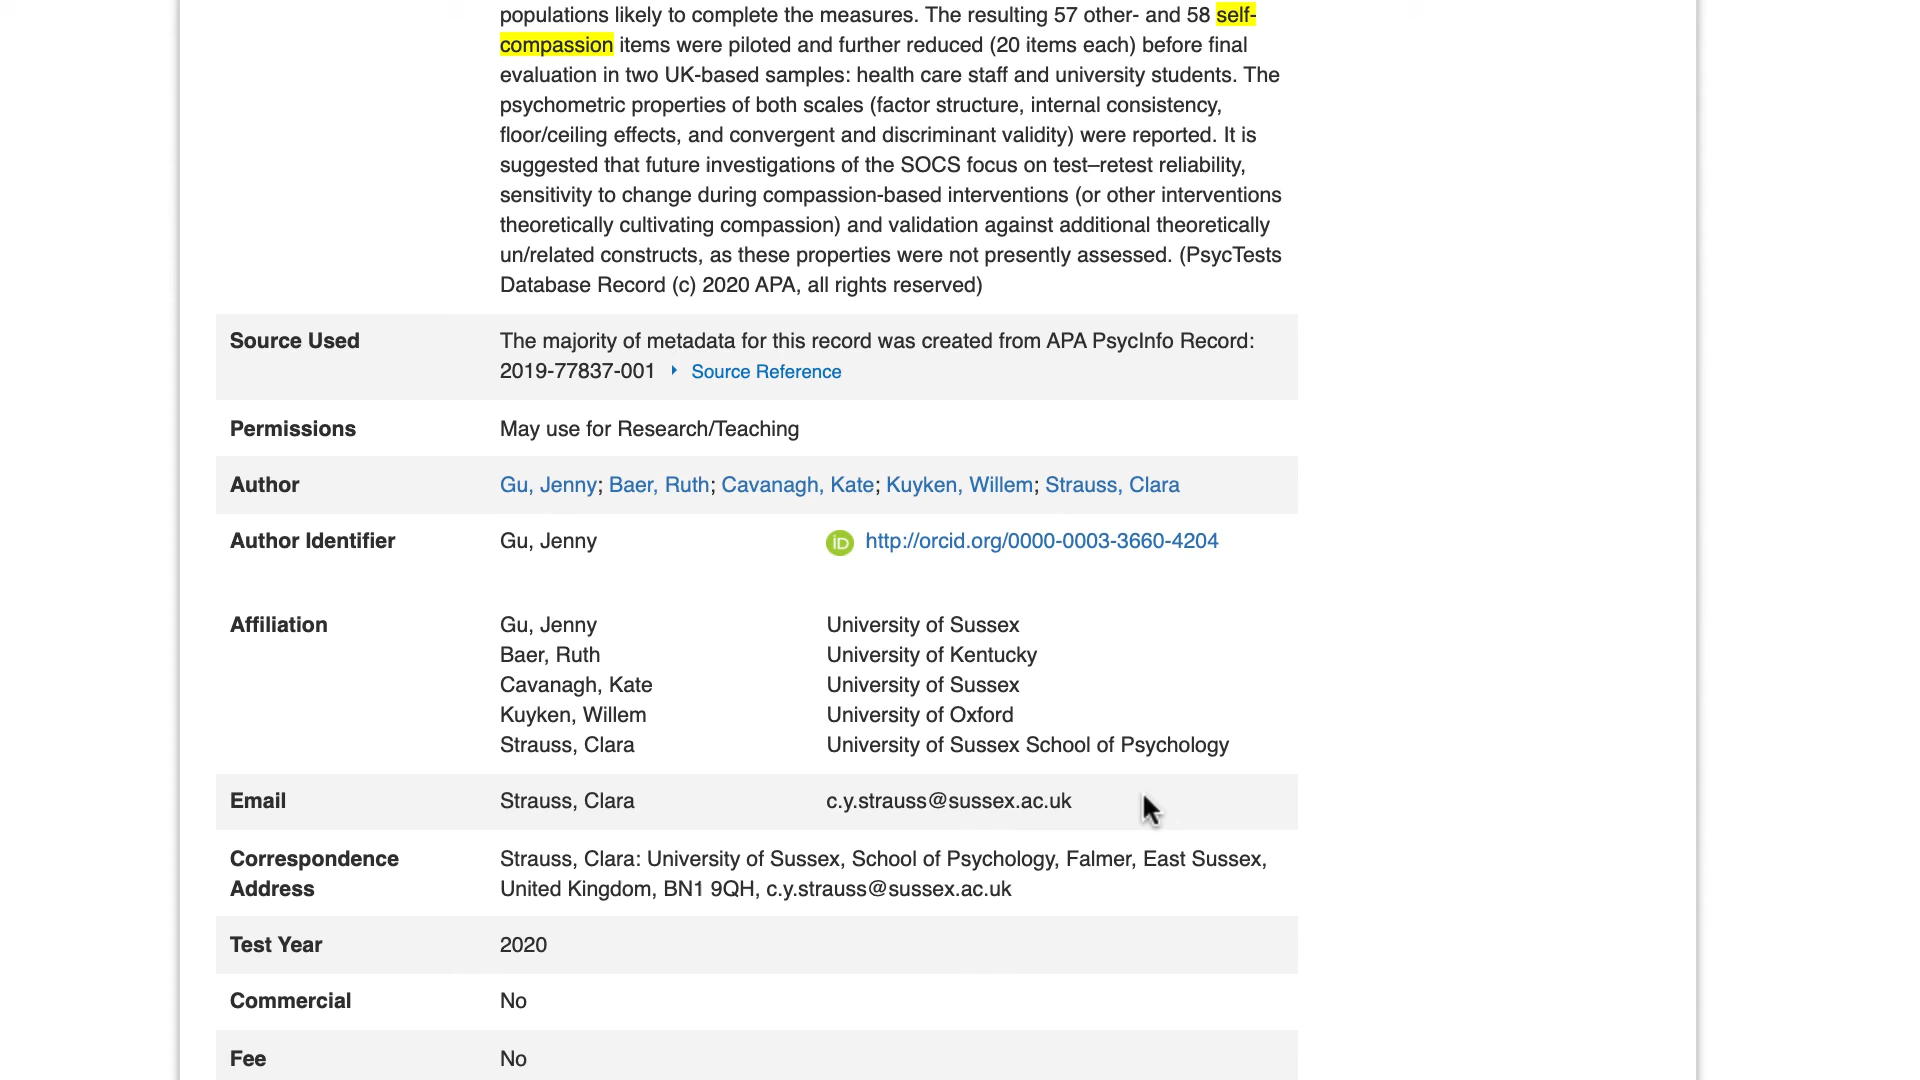 populations likely to complete the measures. The resulting 57 other- and 58 self-
compassion items were piloted and further reduced (20 items each) before final
evaluation in two UK-based samples: health care staff and university students. The
psychometric properties of both scales (factor structure, internal consistency,
floor/ceiling effects, and convergent and discriminant validity) were reported. It is
suggested that future investigations of the SOCS focus on test–retest reliability,
sensitivity to change during compassion-based interventions (or other interventions
theoretically cultivating compassion) and validation against additional theoretically
un/related constructs, as these properties were not presently assessed. (PsycTests
Database Record (c) 2020 APA, all rights reserved)
Source Used The majority of metadata for this record was created from APA PsycInfo Record:
2019-77837-001 Source Reference
Permissions May use for Research/Teaching
Author Gu, Jenny; Baer, Ruth; Cavanagh, Kate; Kuyken, Willem; Strauss, Clara
Author Identifier Gu, Jenny iD http://orcid.org/0000-0003-3660-4204
Affiliation Gu, Jenny University of Sussex
Baer, Ruth University of Kentucky
Cavanagh, Kate University of Sussex
Kuyken, Willem University of Oxford
Strauss, Clara University of Sussex School of Psychology
Email Strauss, Clara c.y.strauss@sussex.ac.uk
Correspondence Strauss, Clara: University of Sussex, School of Psychology, Falmer, East Sussex,
Address United Kingdom, BN1 9QH, c.y.strauss@sussex.ac.uk
Test Year 2020
Commercial No
Fee No